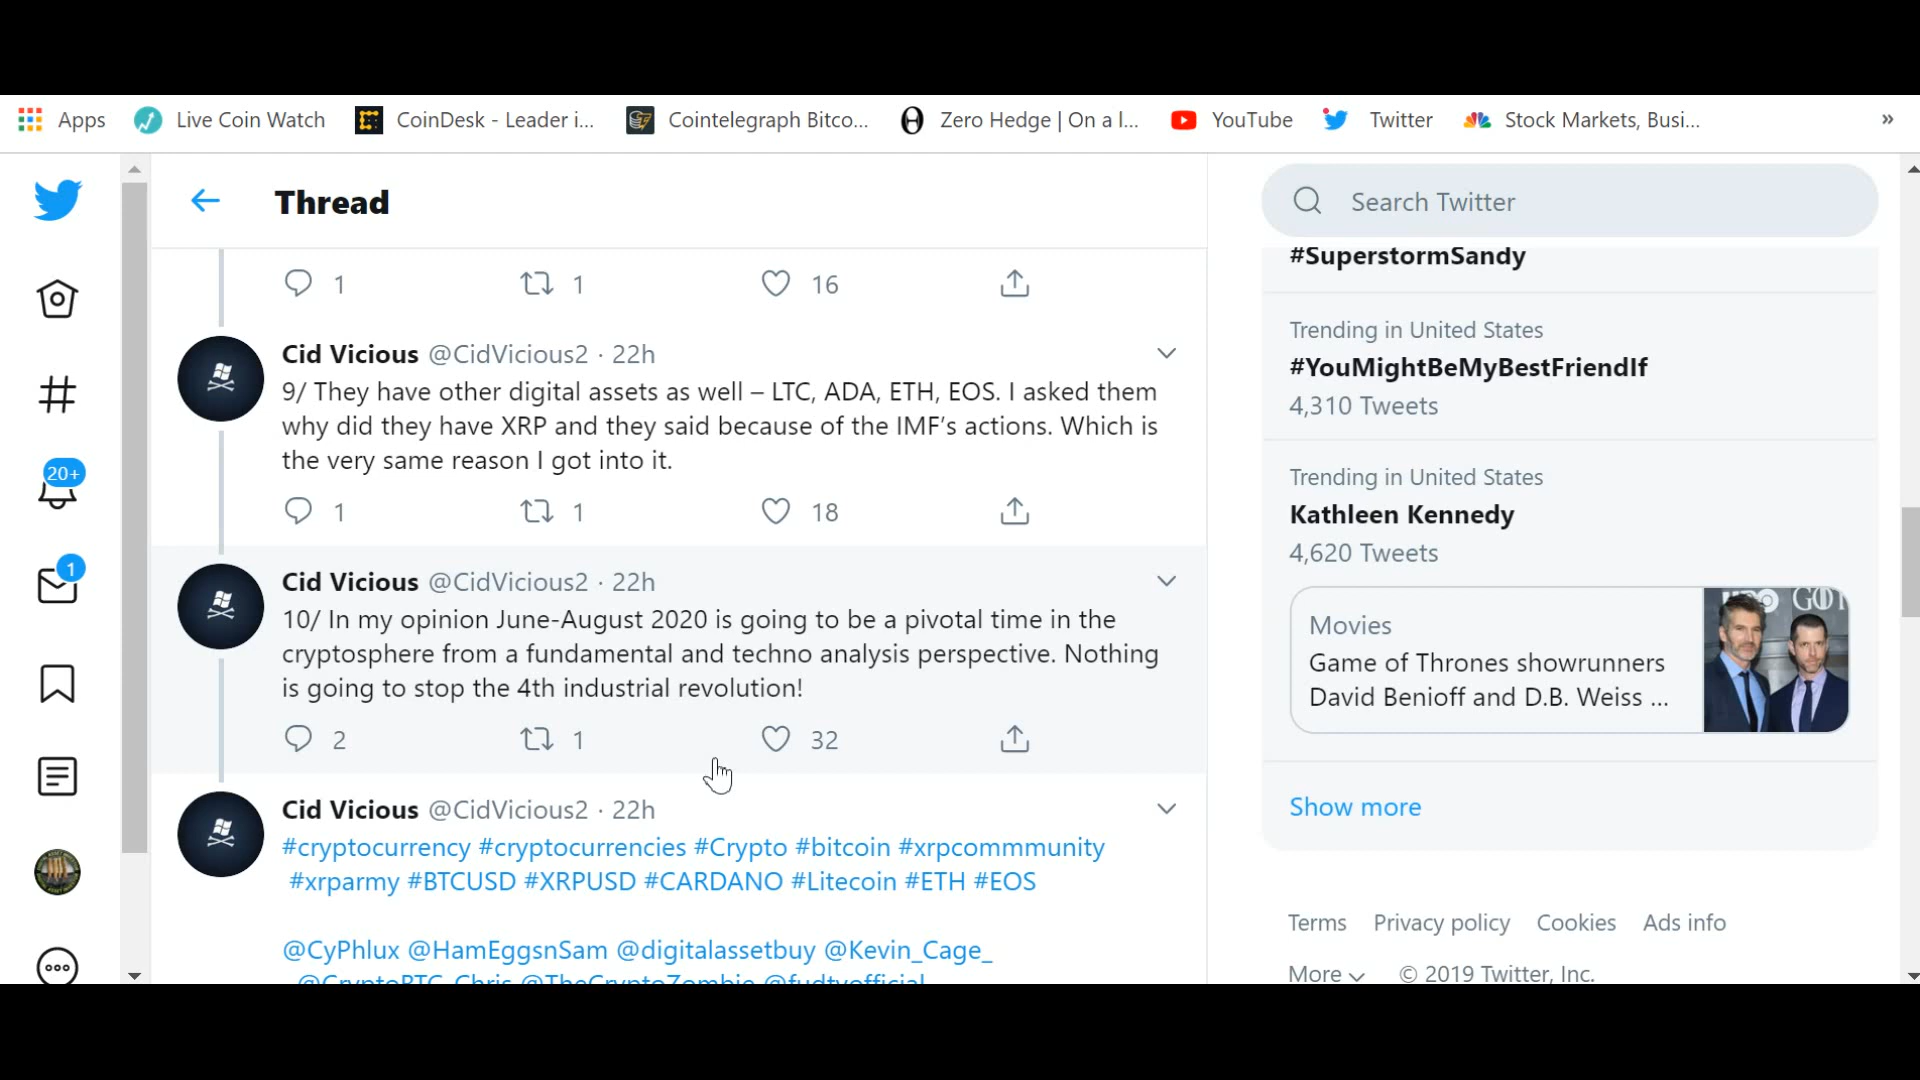 Apps Live Coin Watch CoinDesk - Leader i... Cointelegraph Bitco... Zero Hedge | On a l... YouTube Twitter Stock Markets, Busi... »
Thread
Search Twitter
1 1 16
Cid Vicious @CidVicious2 · 22h
9/ They have other digital assets as well – LTC, ADA, ETH, EOS. I asked them
why did they have XRP and they said because of the IMF's actions. Which is
the very same reason I got into it.
1 1 18
Cid Vicious @CidVicious2 · 22h
10/ In my opinion June-August 2020 is going to be a pivotal time in the
cryptosphere from a fundamental and techno analysis perspective. Nothing
is going to stop the 4th industrial revolution!
2 1 32
Cid Vicious @CidVicious2 · 22h
#cryptocurrency #cryptocurrencies #Crypto #bitcoin #xrpcommmunity
#xrparmy #BTCUSD #XRPUSD #CARDANO #Litecoin #ETH #EOS
@CyPhlux @HamEggsnSam @digitalassetbuy @Kevin_Cage_
@CryptoBTC_Chris @TheCryptoZombie @fudtvofficial
20+
1
#SuperstormSandy
Trending in United States
#YouMightBeMyBestFriendIf
4,310 Tweets
Trending in United States
Kathleen Kennedy
4,620 Tweets
Movies
Game of Thrones showrunners
David Benioff and D.B. Weiss ...
HBO GOT
Show more
Terms Privacy policy Cookies Ads info
More © 2019 Twitter, Inc.